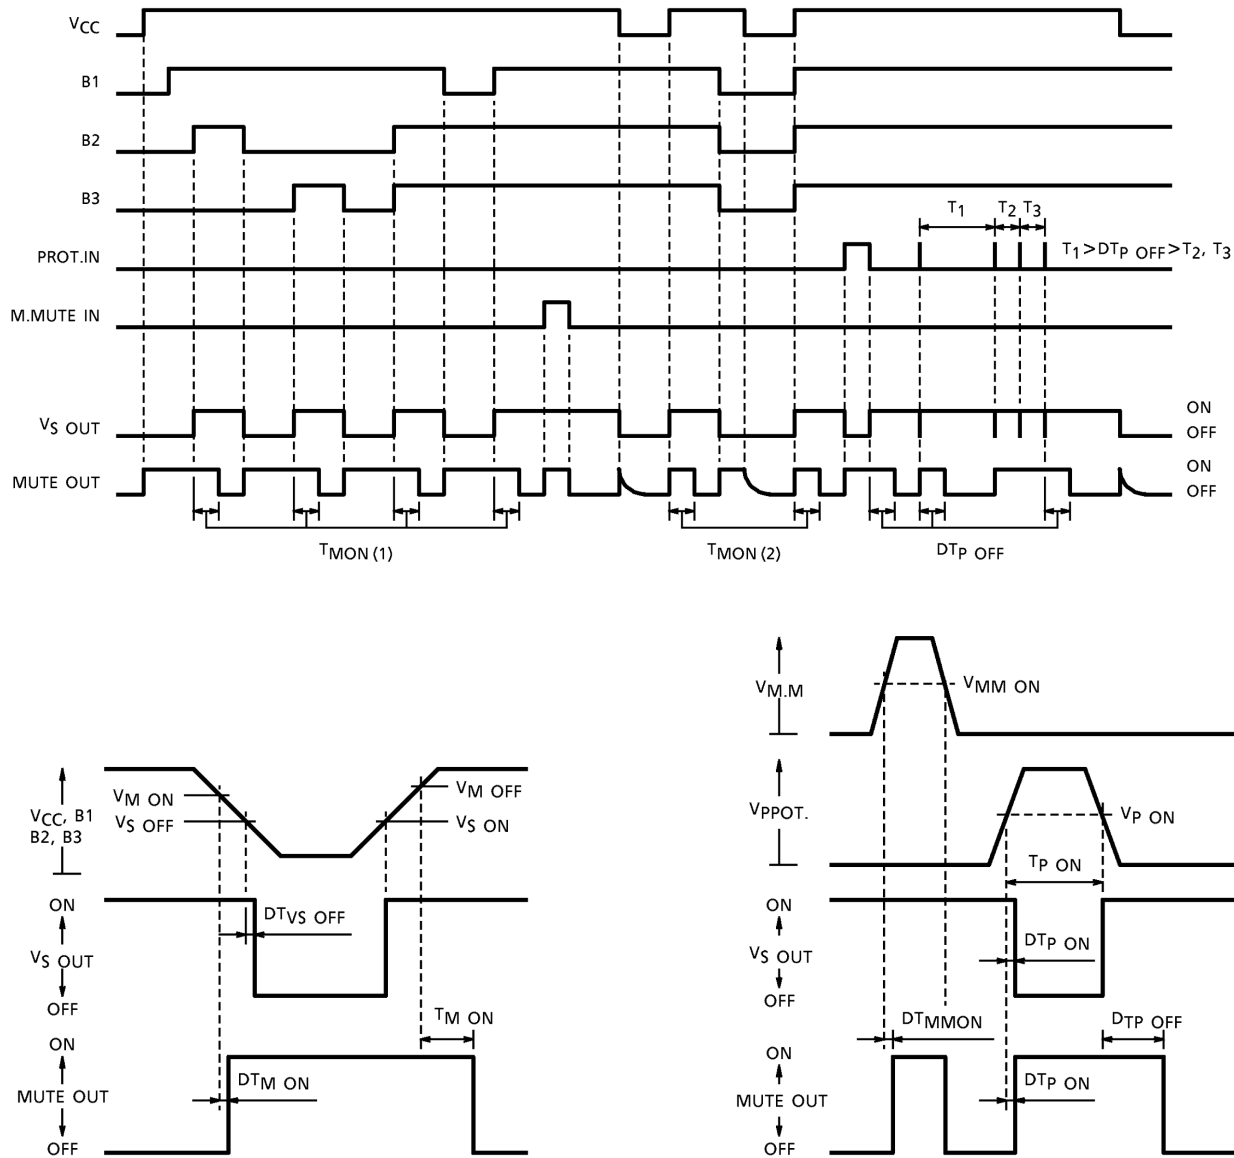 VCC
B1
B2
B3
T1 T2 T3
PROT.IN
T1>DTP OFF>T2, T3
M.MUTE IN
VS OUT
ON
OFF
MUTE OUT
ON
OFF
TMON (1)
TMON (2)
DTP OFF
VM ON
VS OFF
VM OFF
VS ON
VCC, B1
B2, B3
ON
VS OUT
OFF
DTVS OFF
TM ON
ON
MUTE OUT
OFF
DTM ON
VM.M
VMM ON
VPPOT.
VP ON
TP ON
ON
VS OUT
OFF
DTP ON
DTMMON
DTP OFF
ON
MUTE OUT
OFF
DTP ON